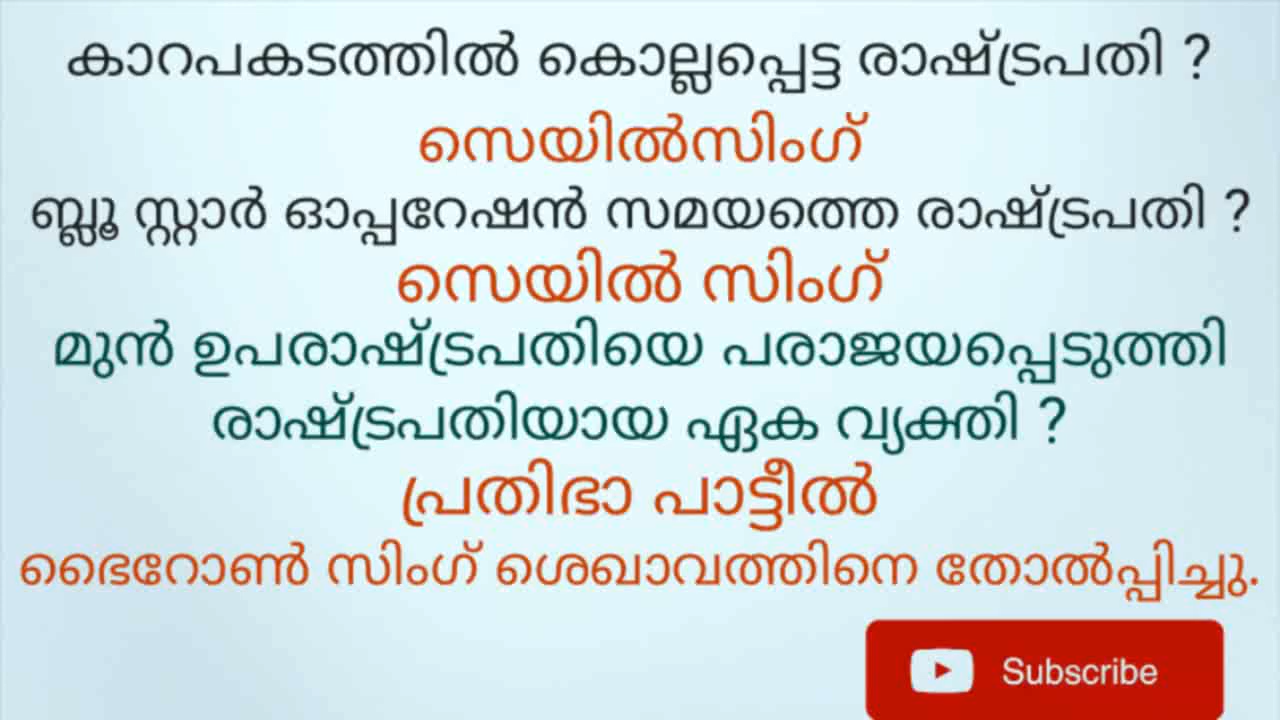 കാറപകടത്തിൽ കൊല്ലപ്പെട്ട രാഷ്ട്രപതി ?
സെയിൽസിംഗ്
ബ്ലൂ സ്റ്റാർ ഓപ്പറേഷൻ സമയത്തെ രാഷ്ട്രപതി ?
സെയിൽ സിംഗ്
മുൻ ഉപരാഷ്ട്രപതിയെ പരാജയപ്പെടുത്തി
രാഷ്ട്രപതിയായ ഏക വ്യക്തി ?
പ്രതിഭാ പാട്ടീൽ
ഭൈറോൺ സിംഗ് ശെഖാവത്തിനെ തോൽപ്പിച്ചു.
Subscribe